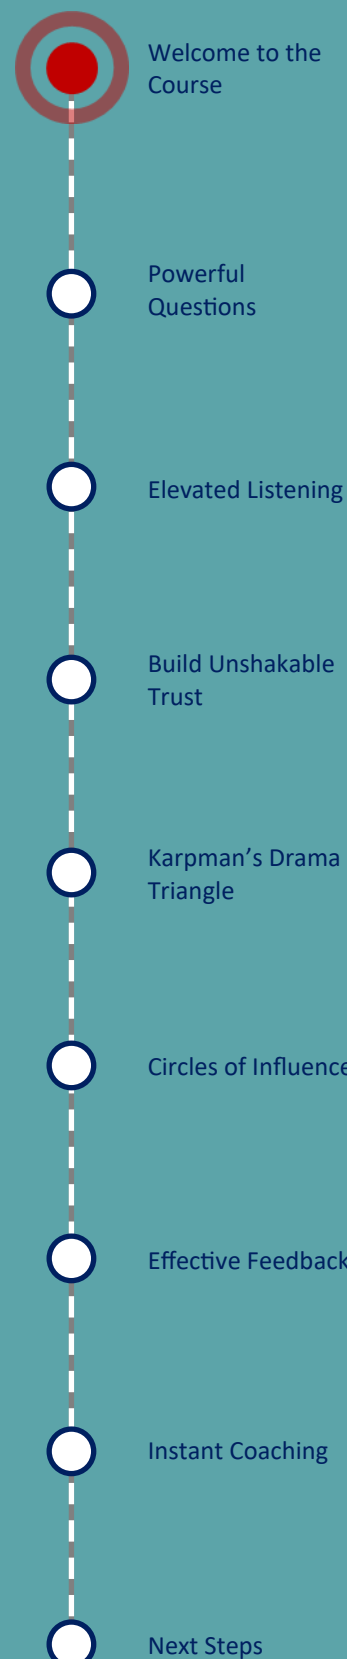 Welcome to the
Course
Powerful
Questions
Elevated Listening
Build Unshakable
Trust
Karpman’s Drama
Triangle
Circles of Influence
Effective Feedback
Instant Coaching
Next Steps